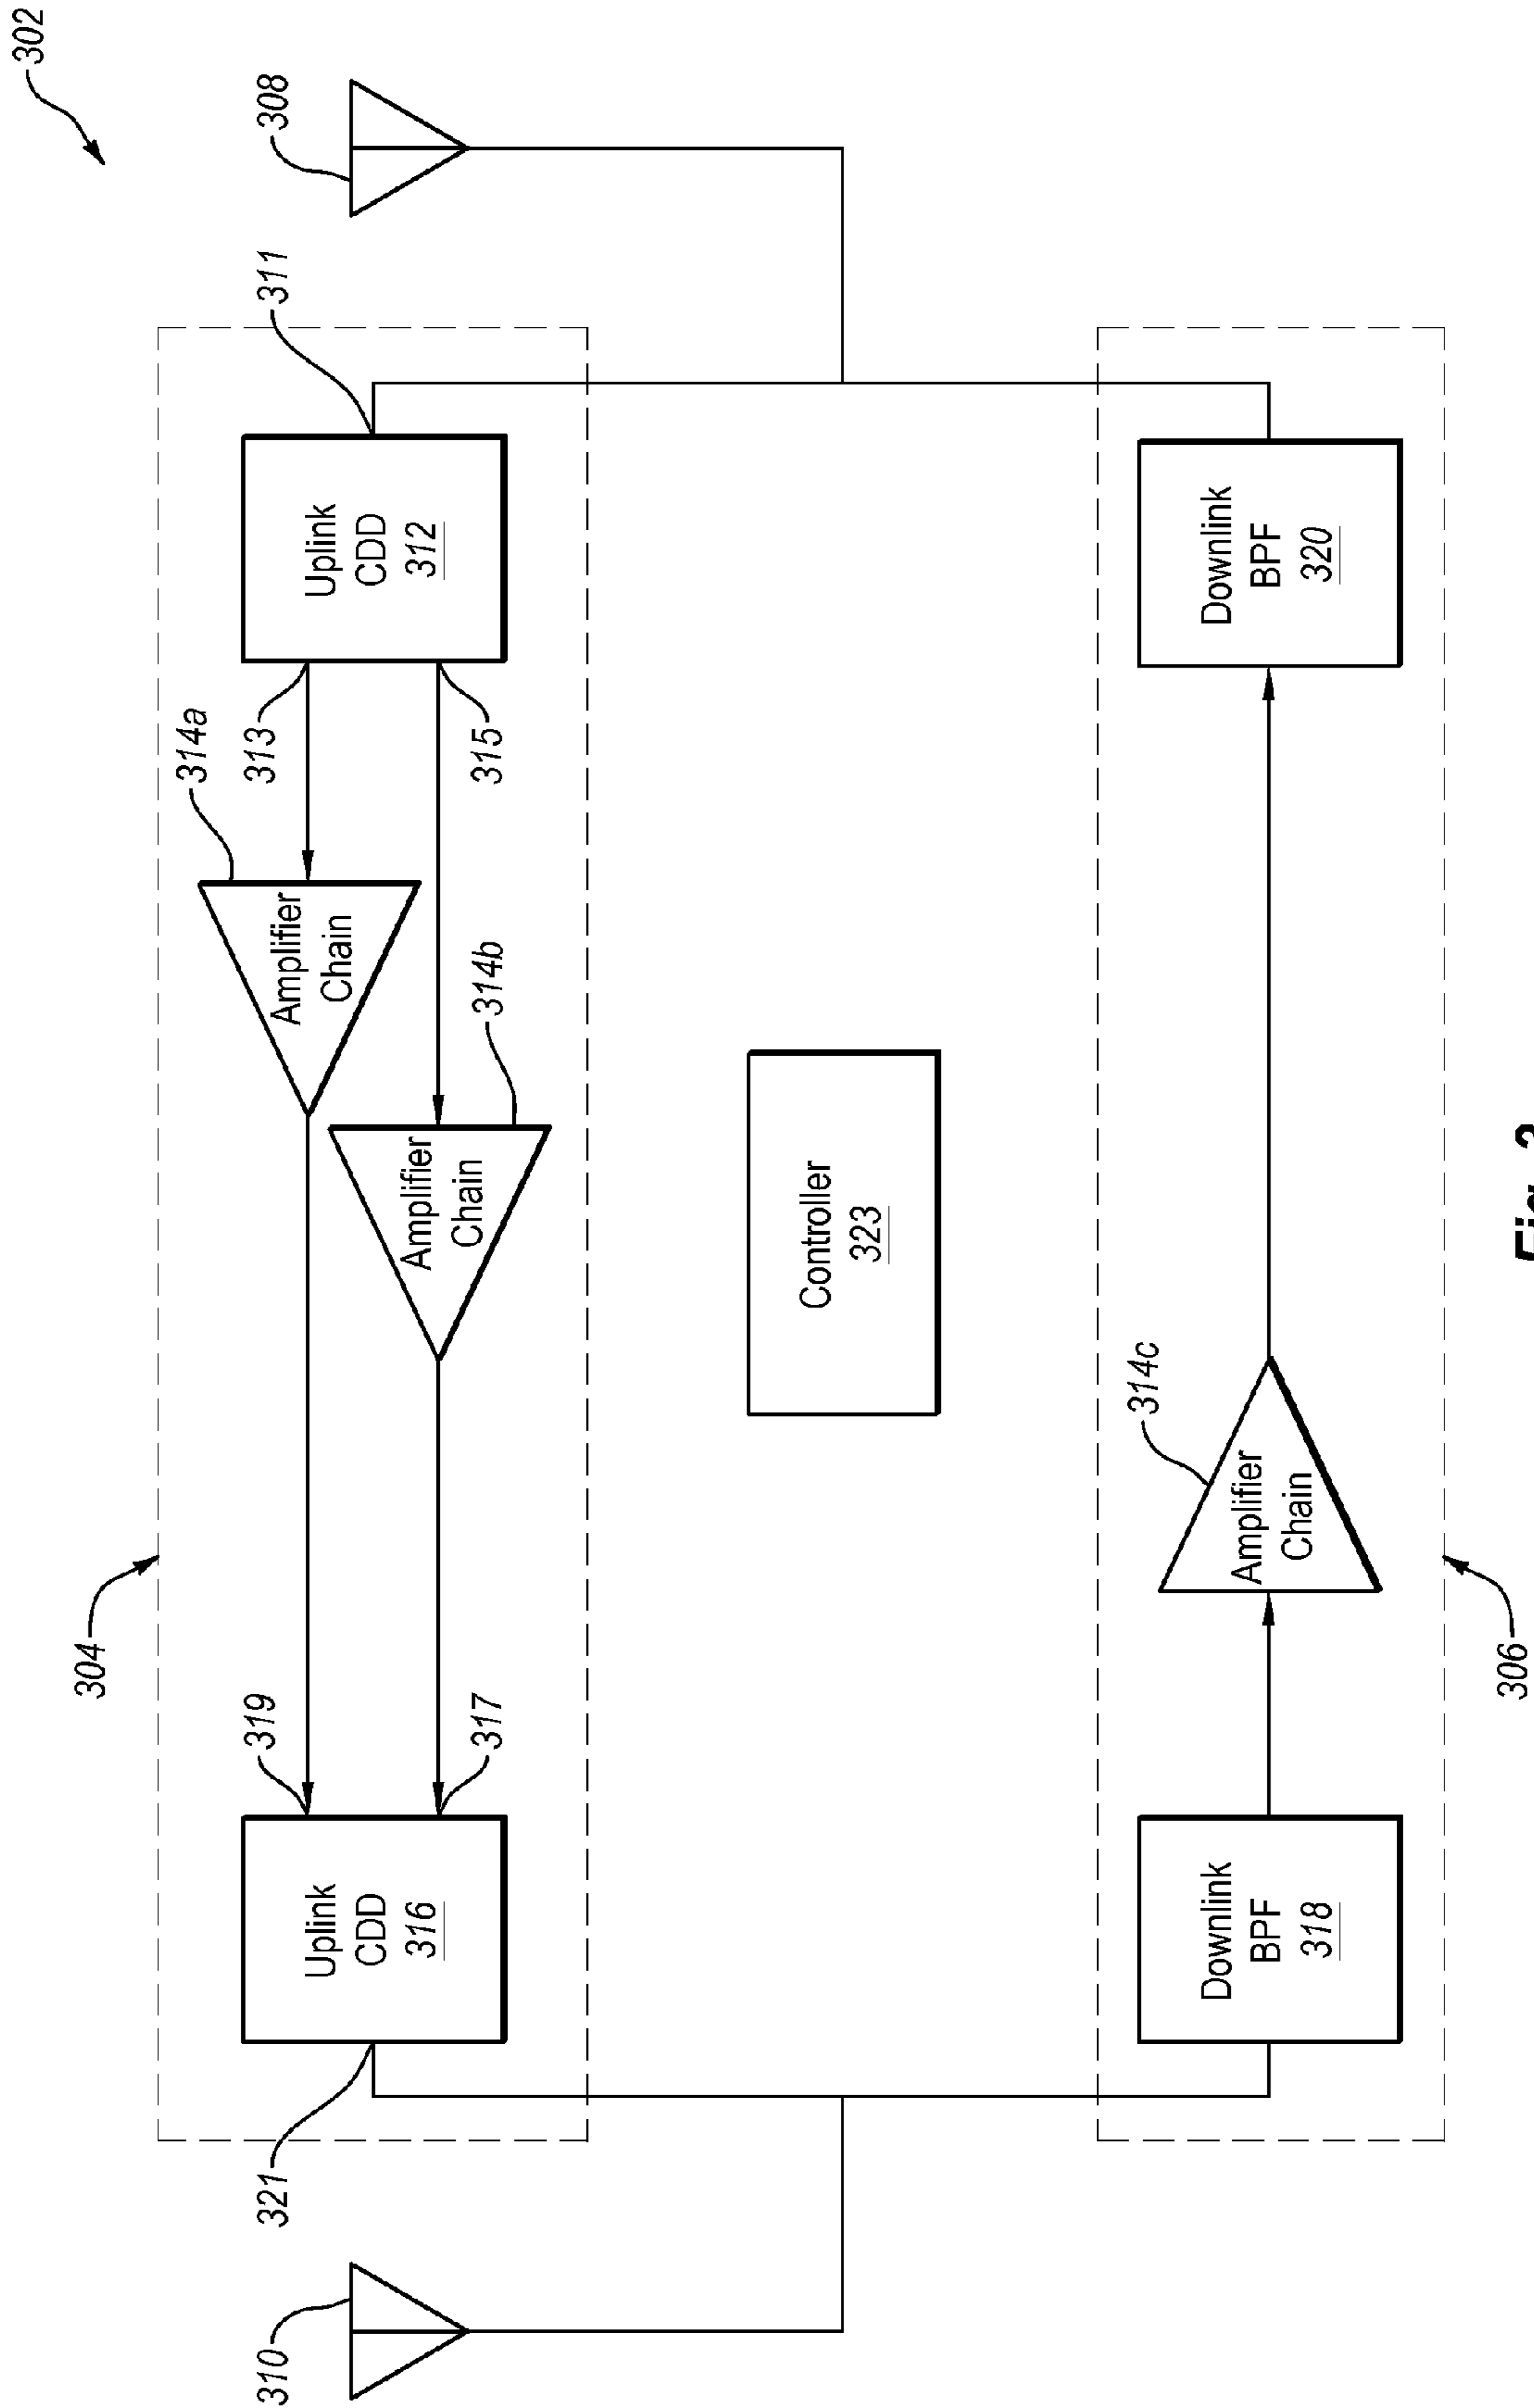 302
304
321
319
314a
313
311
308
310
Uplink
CDD
316
Amplifier
Chain
Uplink
CDD
312
317
Amplifier
Chain
314b
315
Controller
323
314c
Downlink
BPF
318
Amplifier
Chain
Downlink
BPF
320
306